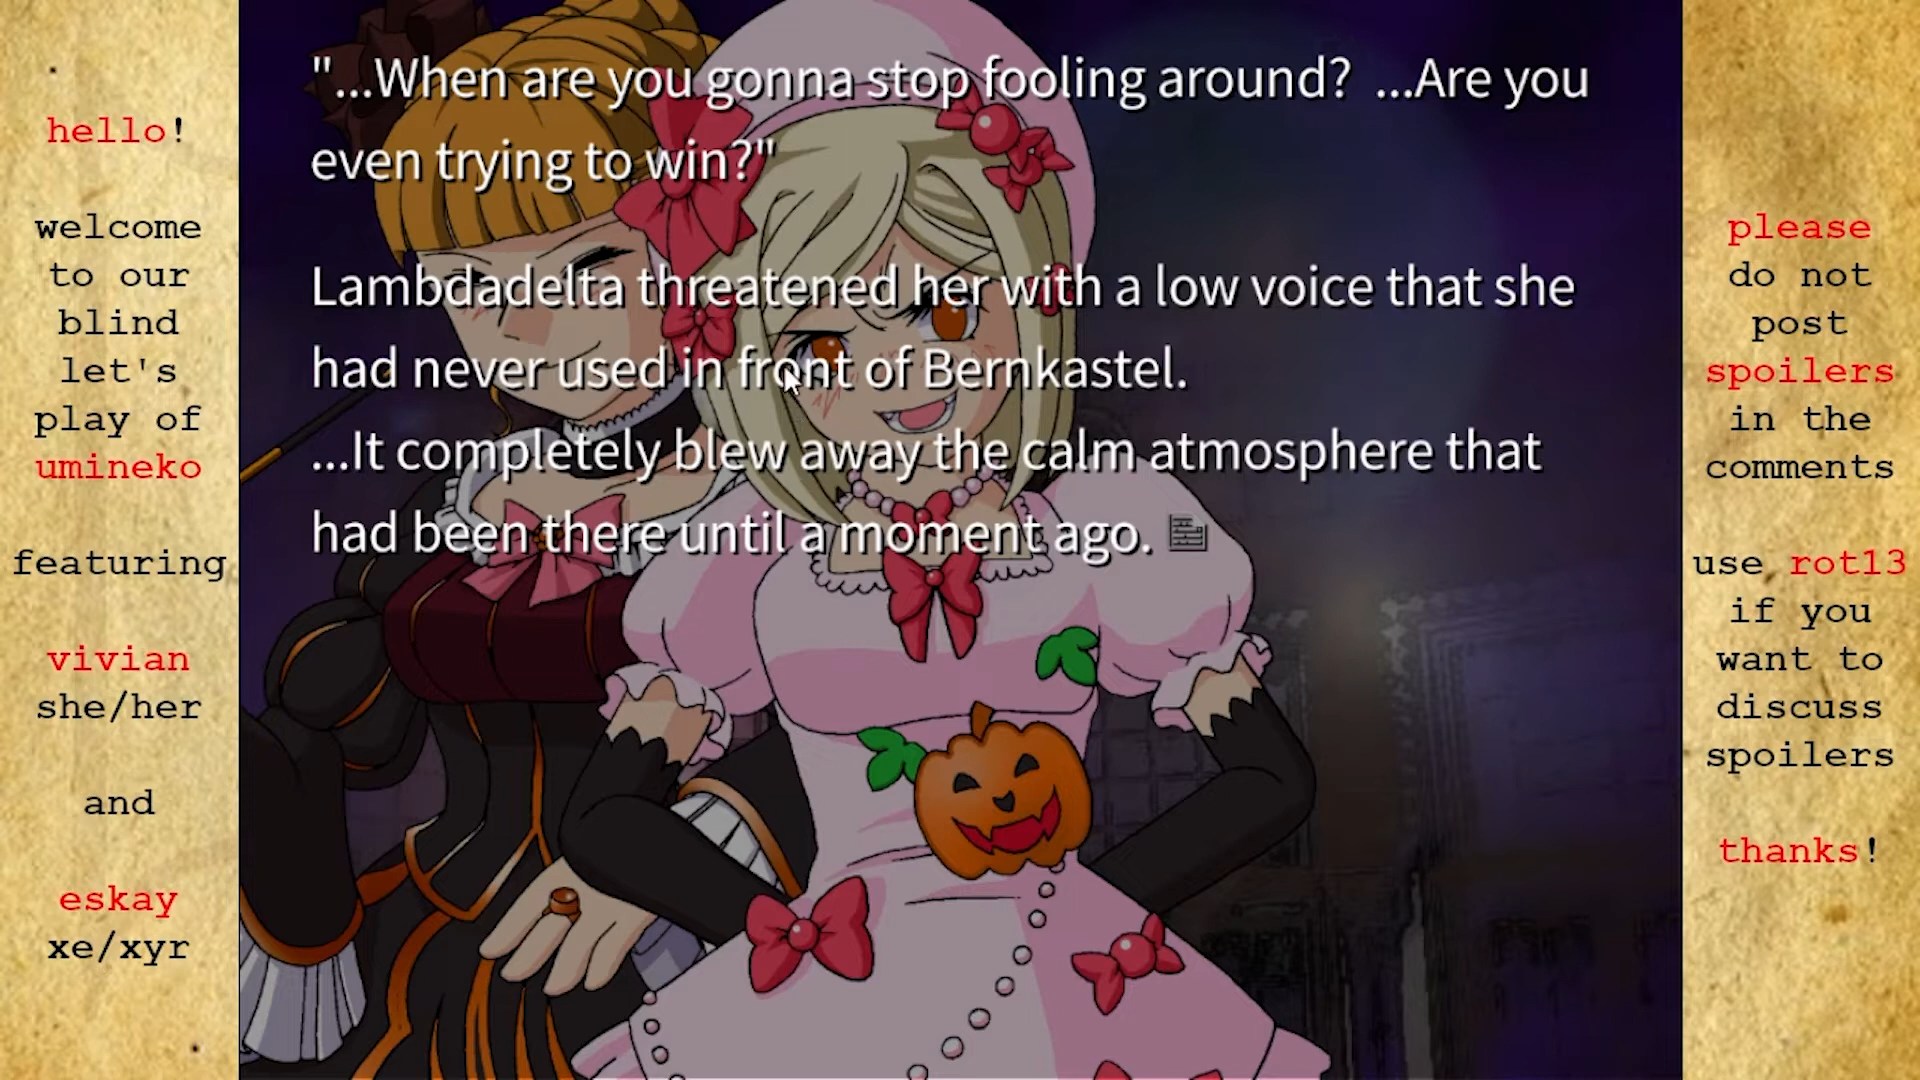 hello!
welcome
to our
blind
let's
play of
umineko
featuring
vivian
she/her
and
eskay
xe/xyr
"...When are you gonna stop fooling around?  ...Are you
even trying to win?"
Lambdadelta threatened her with a low voice that she
had never used in front of Bernkastel.
...It completely blew away the calm atmosphere that
had been there until a moment ago.
please
do not
post
spoilers
in the
comments
use rot13
if you
want to
discuss
spoilers
thanks!